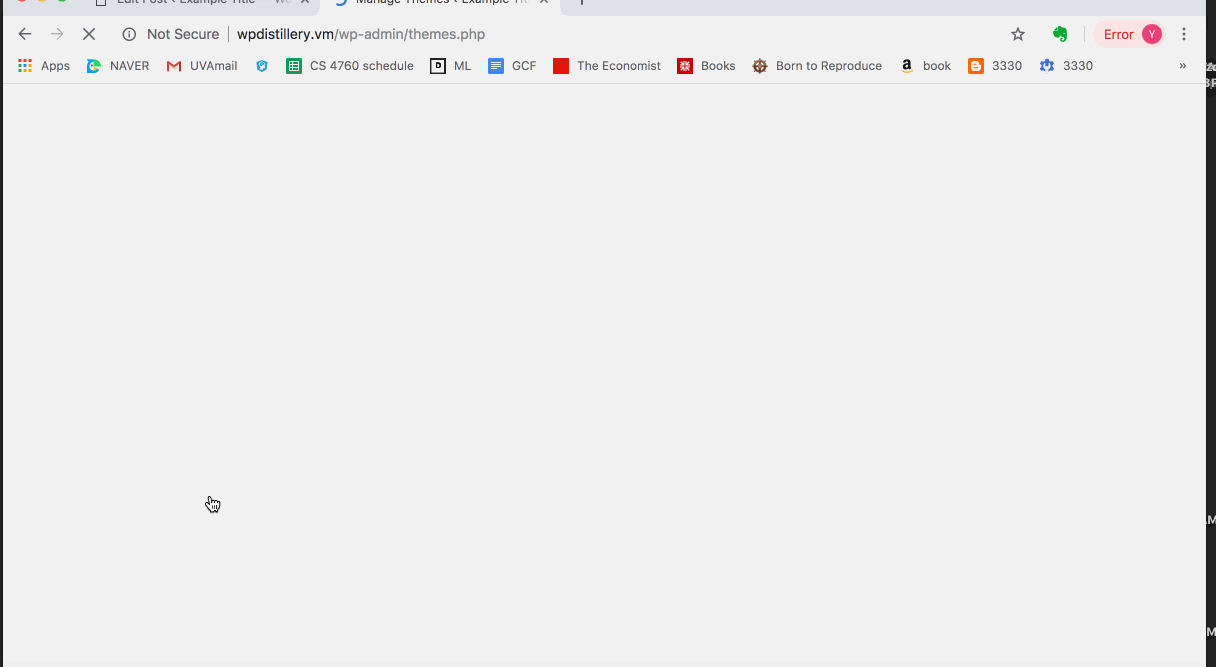 Edit Post ‹ Example Title — Wo
Manage Themes ‹ Example Tit
Not Secure wpdistillery.vm/wp-admin/themes.php Error Y
Apps NAVER UVAmail CS 4760 schedule D ML GCF The Economist Books Born to Reproduce a book 3330 3330 »